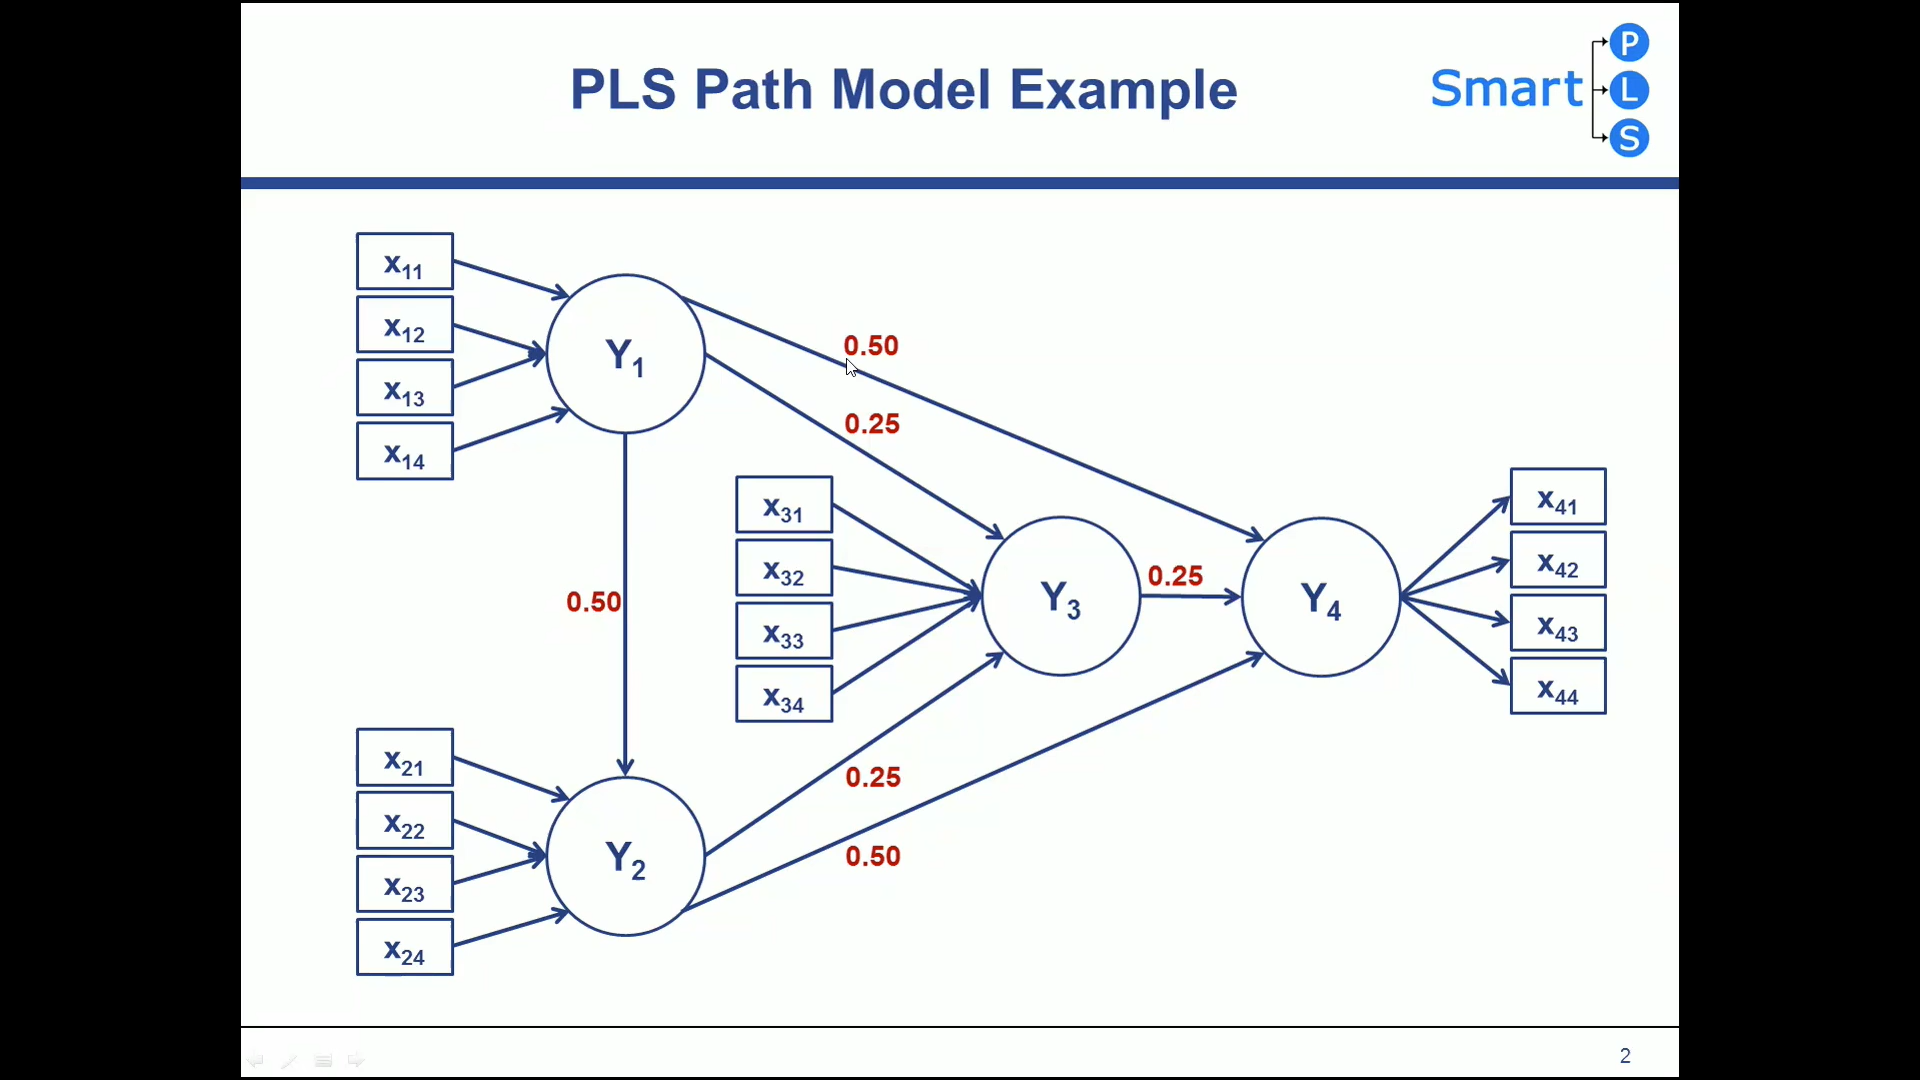 PLS Path Model Example
Smart P L S
x11
x12
x13
x14
Y1
0.50
0.25
x31
x32
x33
x34
Y3
0.25
Y4
x41
x42
x43
x44
0.50
x21
x22
x23
x24
Y2
0.25
0.50
2